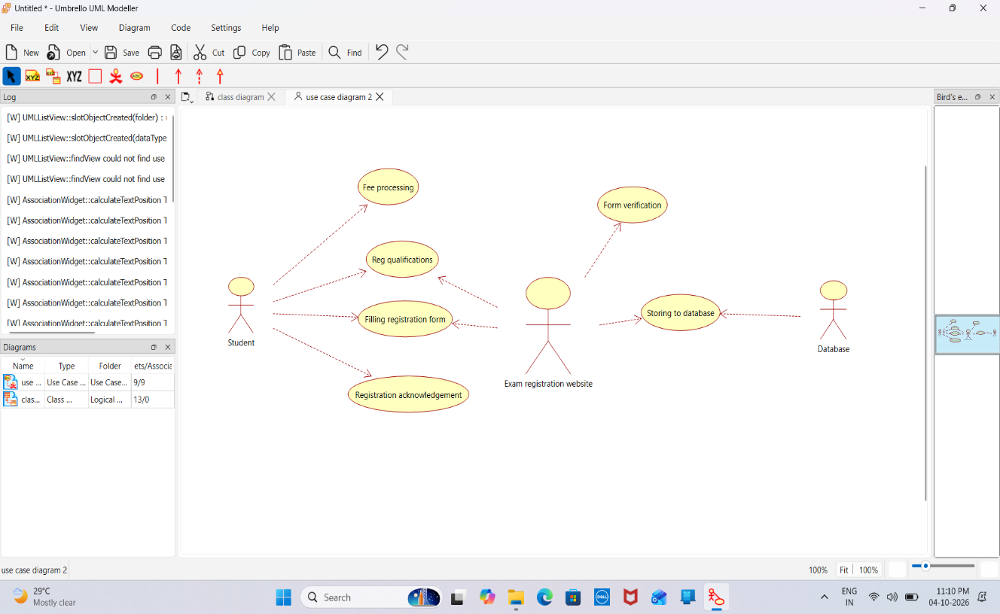 Untitled * - Umbrello UML Modeller
File Edit View Diagram Code Settings Help
New Open Save Cut Copy Paste Find
XYZ XYZ XYZ ABC
Log
class diagram
use case diagram 2
Bird's e...
[W] UMLListView::slotObjectCreated(folder) :
[W] UMLListView::slotObjectCreated(dataType
[W] UMLListView::findView could not find use
[W] UMLListView::findView could not find use
[W] AssociationWidget::calculateTextPosition T
[W] AssociationWidget::calculateTextPosition T
[W] AssociationWidget::calculateTextPosition T
[W] AssociationWidget::calculateTextPosition T
[W] AssociationWidget::calculateTextPosition T
[W] AssociationWidget::calculateTextPosition T
[W] AssociationWidget::calculateTextPosition T
Diagrams
Name Type Folder ets/Associa
use ... Use Case ... Use Case... 9/9
clas... Class ... Logical ... 13/0
Fee processing
Form verification
Reg qualifications
Filling registration form
Storing to database
Student
Database
Exam registration website
Registration acknowledgement
use case diagram 2
100% Fit 100%
29°C
Mostly clear
Search
DELL
ENG
IN
11:10 PM
04-10-2026